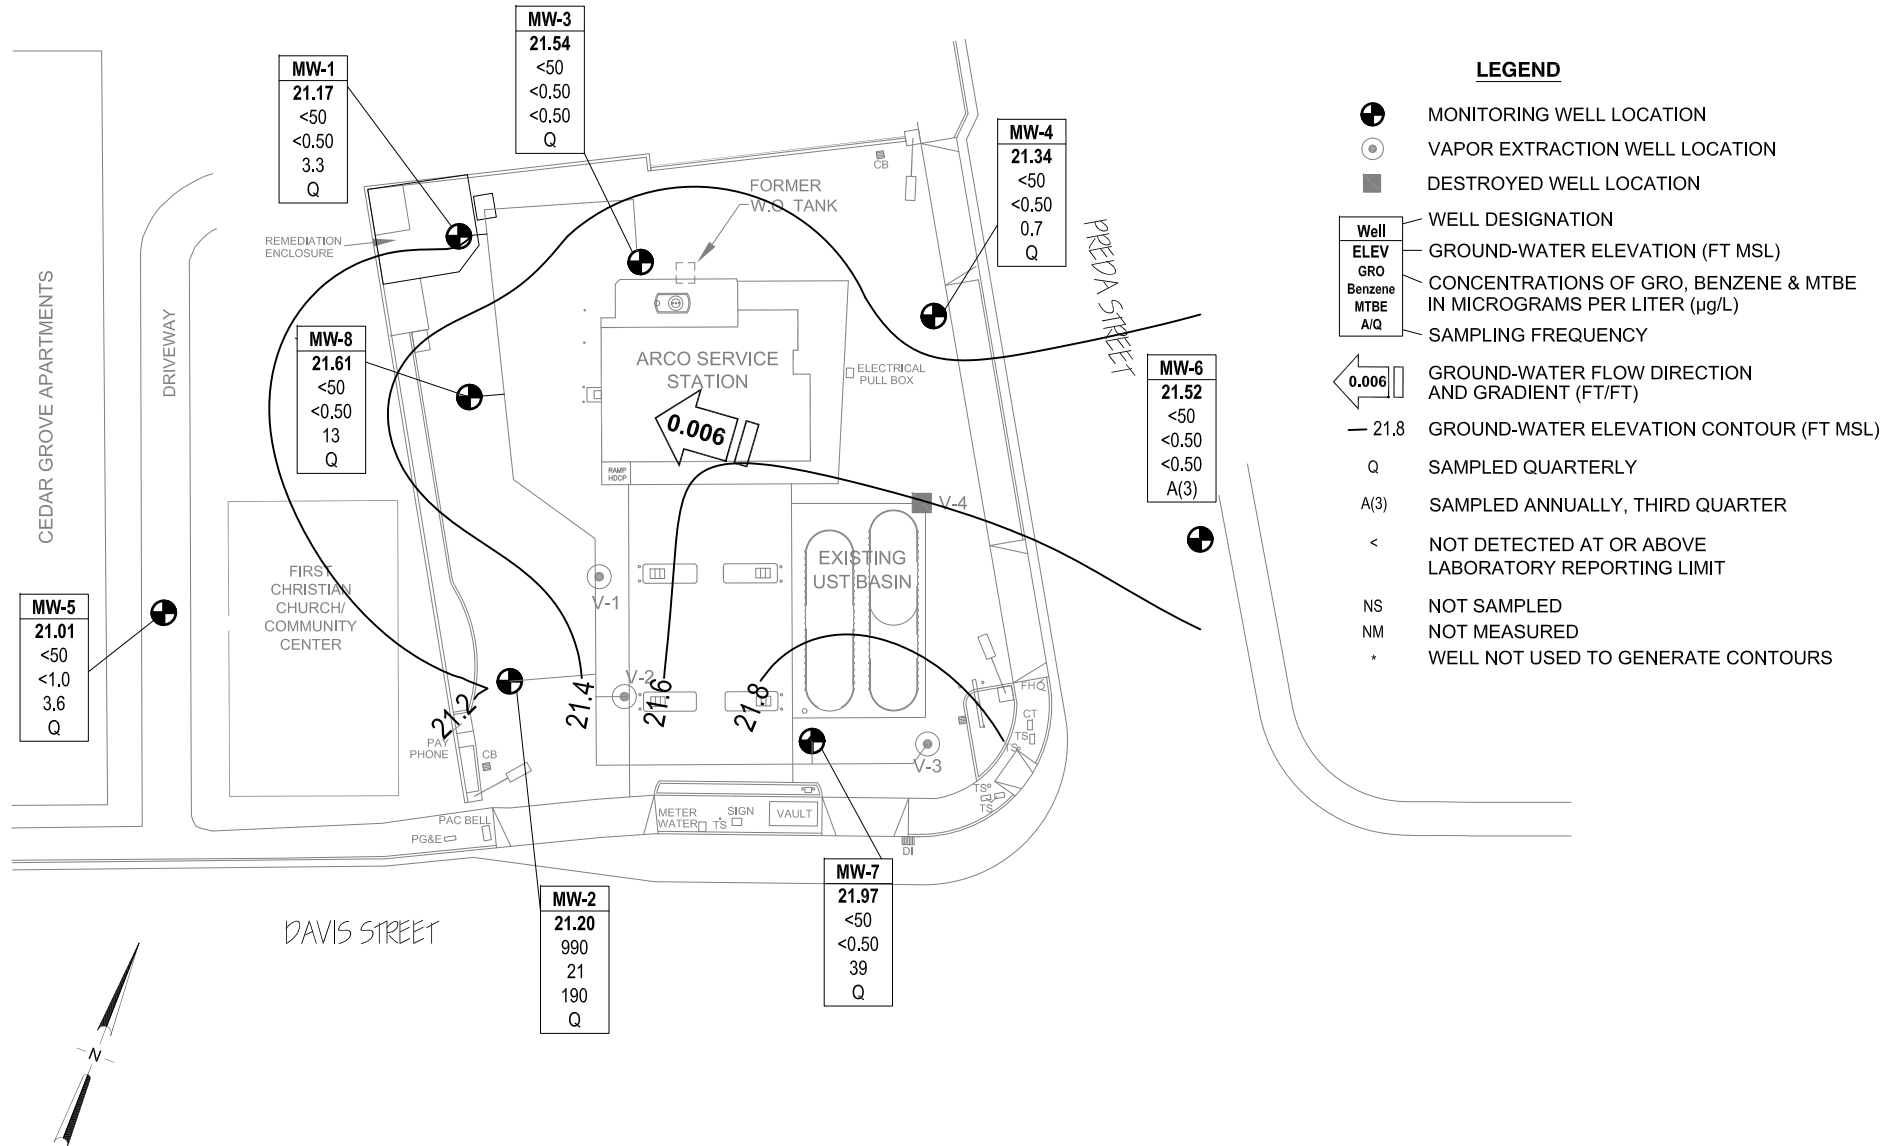 MW-3
21.54
<50
<0.50
<0.50
Q
MW-1
21.17
<50
<0.50
3.3
Q
MW-4
21.34
<50
<0.50
0.7
Q
MW-8
21.61
<50
<0.50
13
Q
MW-6
21.52
<50
<0.50
<0.50
A(3)
MW-5
21.01
<50
<1.0
3.6
Q
MW-2
21.20
990
21
190
Q
MW-7
21.97
<50
<0.50
39
Q
CEDAR GROVE APARTMENTS
DRIVEWAY
REMEDIATION
ENCLOSURE
FORMER
W.O. TANK
CB
PREDA STREET
ARCO SERVICE
STATION
ELECTRICAL
PULL BOX
0.006
RAMP
HDCP
V-4
EXISTING
UST BASIN
FIRST
CHRISTIAN
CHURCH/
COMMUNITY
CENTER
V-1
V-2
21.2
21.4
21.6
21.8
PAY
PHONE
CB
V-3
FHO
CT
TS
TS
TS
TS
PAC BELL
PG&E
METER
WATER
TS
SIGN
VAULT
DI
DAVIS STREET
N
LEGEND
MONITORING WELL LOCATION
VAPOR EXTRACTION WELL LOCATION
DESTROYED WELL LOCATION
Well
ELEV
GRO
Benzene
MTBE
A/Q
WELL DESIGNATION
GROUND-WATER ELEVATION (FT MSL)
CONCENTRATIONS OF GRO, BENZENE & MTBE
IN MICROGRAMS PER LITER (µg/L)
SAMPLING FREQUENCY
0.006
GROUND-WATER FLOW DIRECTION
AND GRADIENT (FT/FT)
21.8 GROUND-WATER ELEVATION CONTOUR (FT MSL)
Q SAMPLED QUARTERLY
A(3) SAMPLED ANNUALLY, THIRD QUARTER
< NOT DETECTED AT OR ABOVE
LABORATORY REPORTING LIMIT
NS NOT SAMPLED
NM NOT MEASURED
* WELL NOT USED TO GENERATE CONTOURS